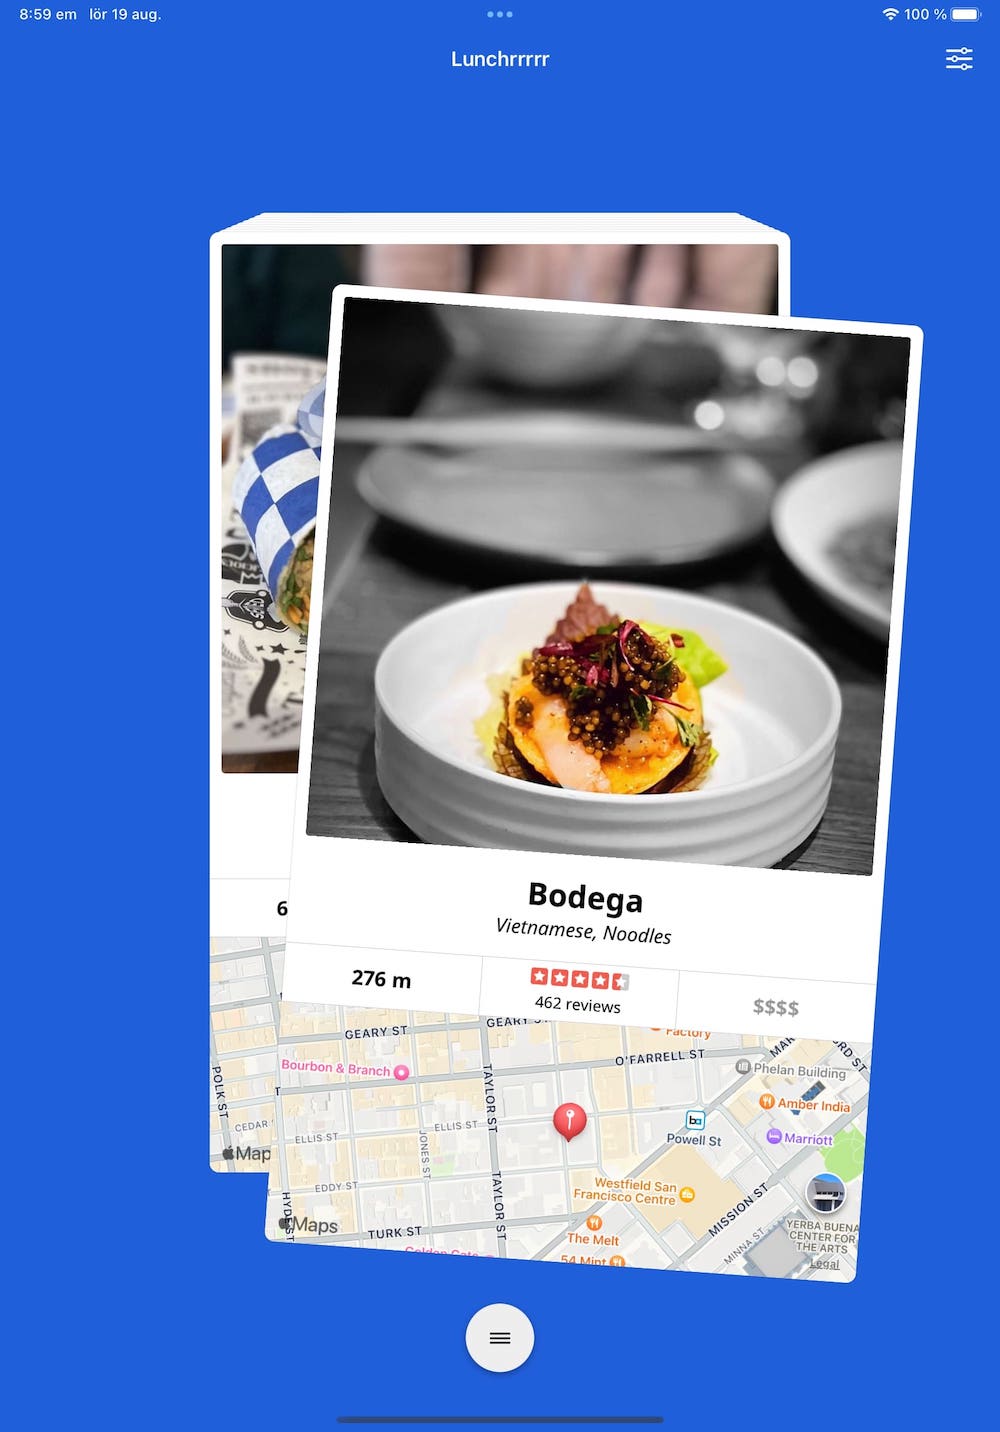 8:59 em lör 19 aug.
100 %
Lunchrrrrr
Bodega
Vietnamese, Noodles
6
276 m
462 reviews
$$$$
GEARY ST
GEARY ST
Factory
O'FARRELL ST
Bourbon & Branch
Phelan Building
POLK ST
TAYLOR ST
Amber India
CEDAR
ELLIS ST
ELLIS ST
JONES ST
Powell St
Marriott
Map
EDDY ST
Westfield San
Francisco Centre
HYDE ST
TAYLOR ST
MISSION ST
Maps
TURK ST
The Melt
MINNA ST
YERBA BUENA
CENTER FOR
THE ARTS
54 Mint
Legal